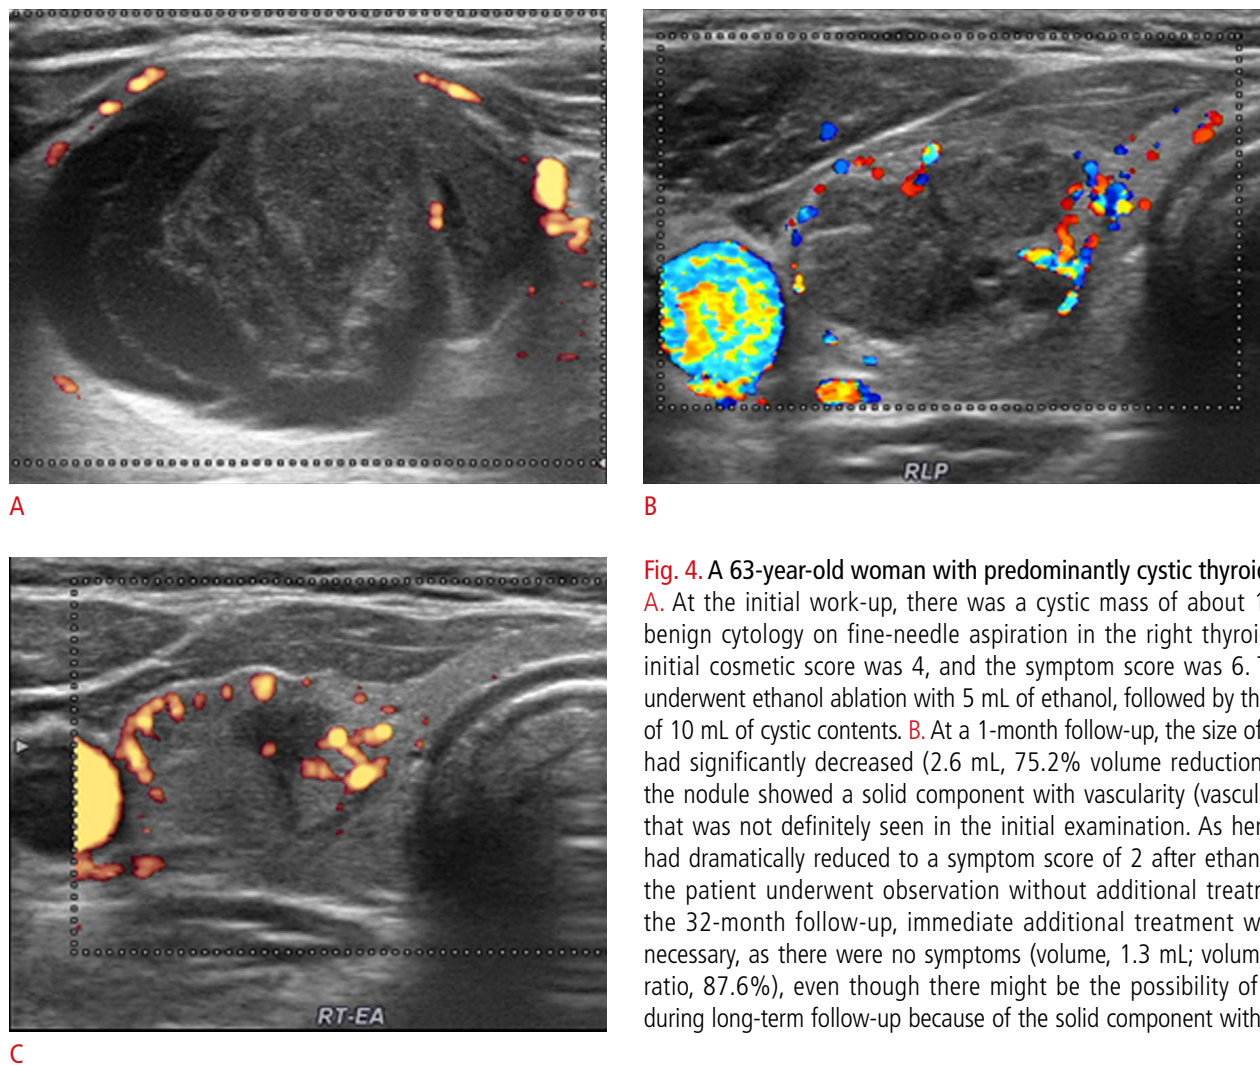 RLP
A
B
Fig. 4. A 63-year-old woman with predominantly cystic
A. At the initial work-up, there was a cystic mass of about
benign cytology on fine-needle aspiration in the right
initial cosmetic score was 4, and the symptom score was 6.
underwent ethanol ablation with 5 mL of ethanol, followed by
of 10 mL of cystic contents. B. At a 1-month follow-up, the size of
had significantly decreased (2.6 mL, 75.2% volume reduction
the nodule showed a solid component with vascularity
that was not definitely seen in the initial examination. As
had dramatically reduced to a symptom score of 2 after
the patient underwent observation without additional
the 32-month follow-up, immediate additional treatment
necessary, as there were no symptoms (volume, 1.3 mL;
ratio, 87.6%), even though there might be the possibility of
during long-term follow-up because of the solid component
RT-EA
C